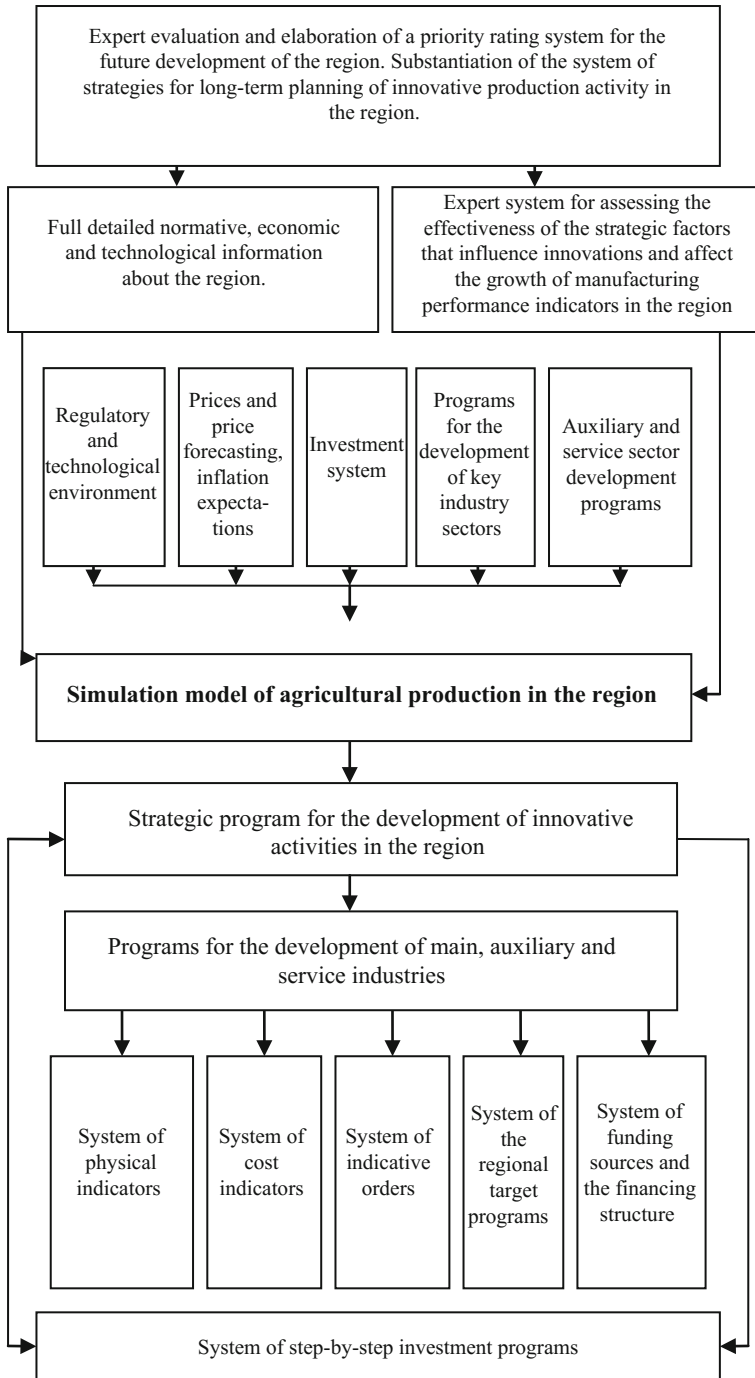 Expert evaluation and elaboration of a priority rating system for the
future development of the region. Substantiation of the system of
strategies for long-term planning of innovative production activity in
the region.
Full detailed normative, economic
and technological information
about the region.
Expert system for assessing the
effectiveness of the strategic factors
that influence innovations and affect
the growth of manufacturing
performance indicators in the region
Regulatory
and
technological
environment
Prices and
price
forecasting,
inflation
expecta-
tions
Investment
system
Programs
for the
development
of key
industry
sectors
Auxiliary and
service sector
development
programs
Simulation model of agricultural production in the region
Strategic program for the development of innovative
activities in the region
Programs for the development of main, auxiliary and
service industries
System of
physical
indicators
System of
cost
indicators
System of
indicative
orders
System of
the
regional
target
programs
System of
funding
sources and
the financing
structure
System of step-by-step investment programs